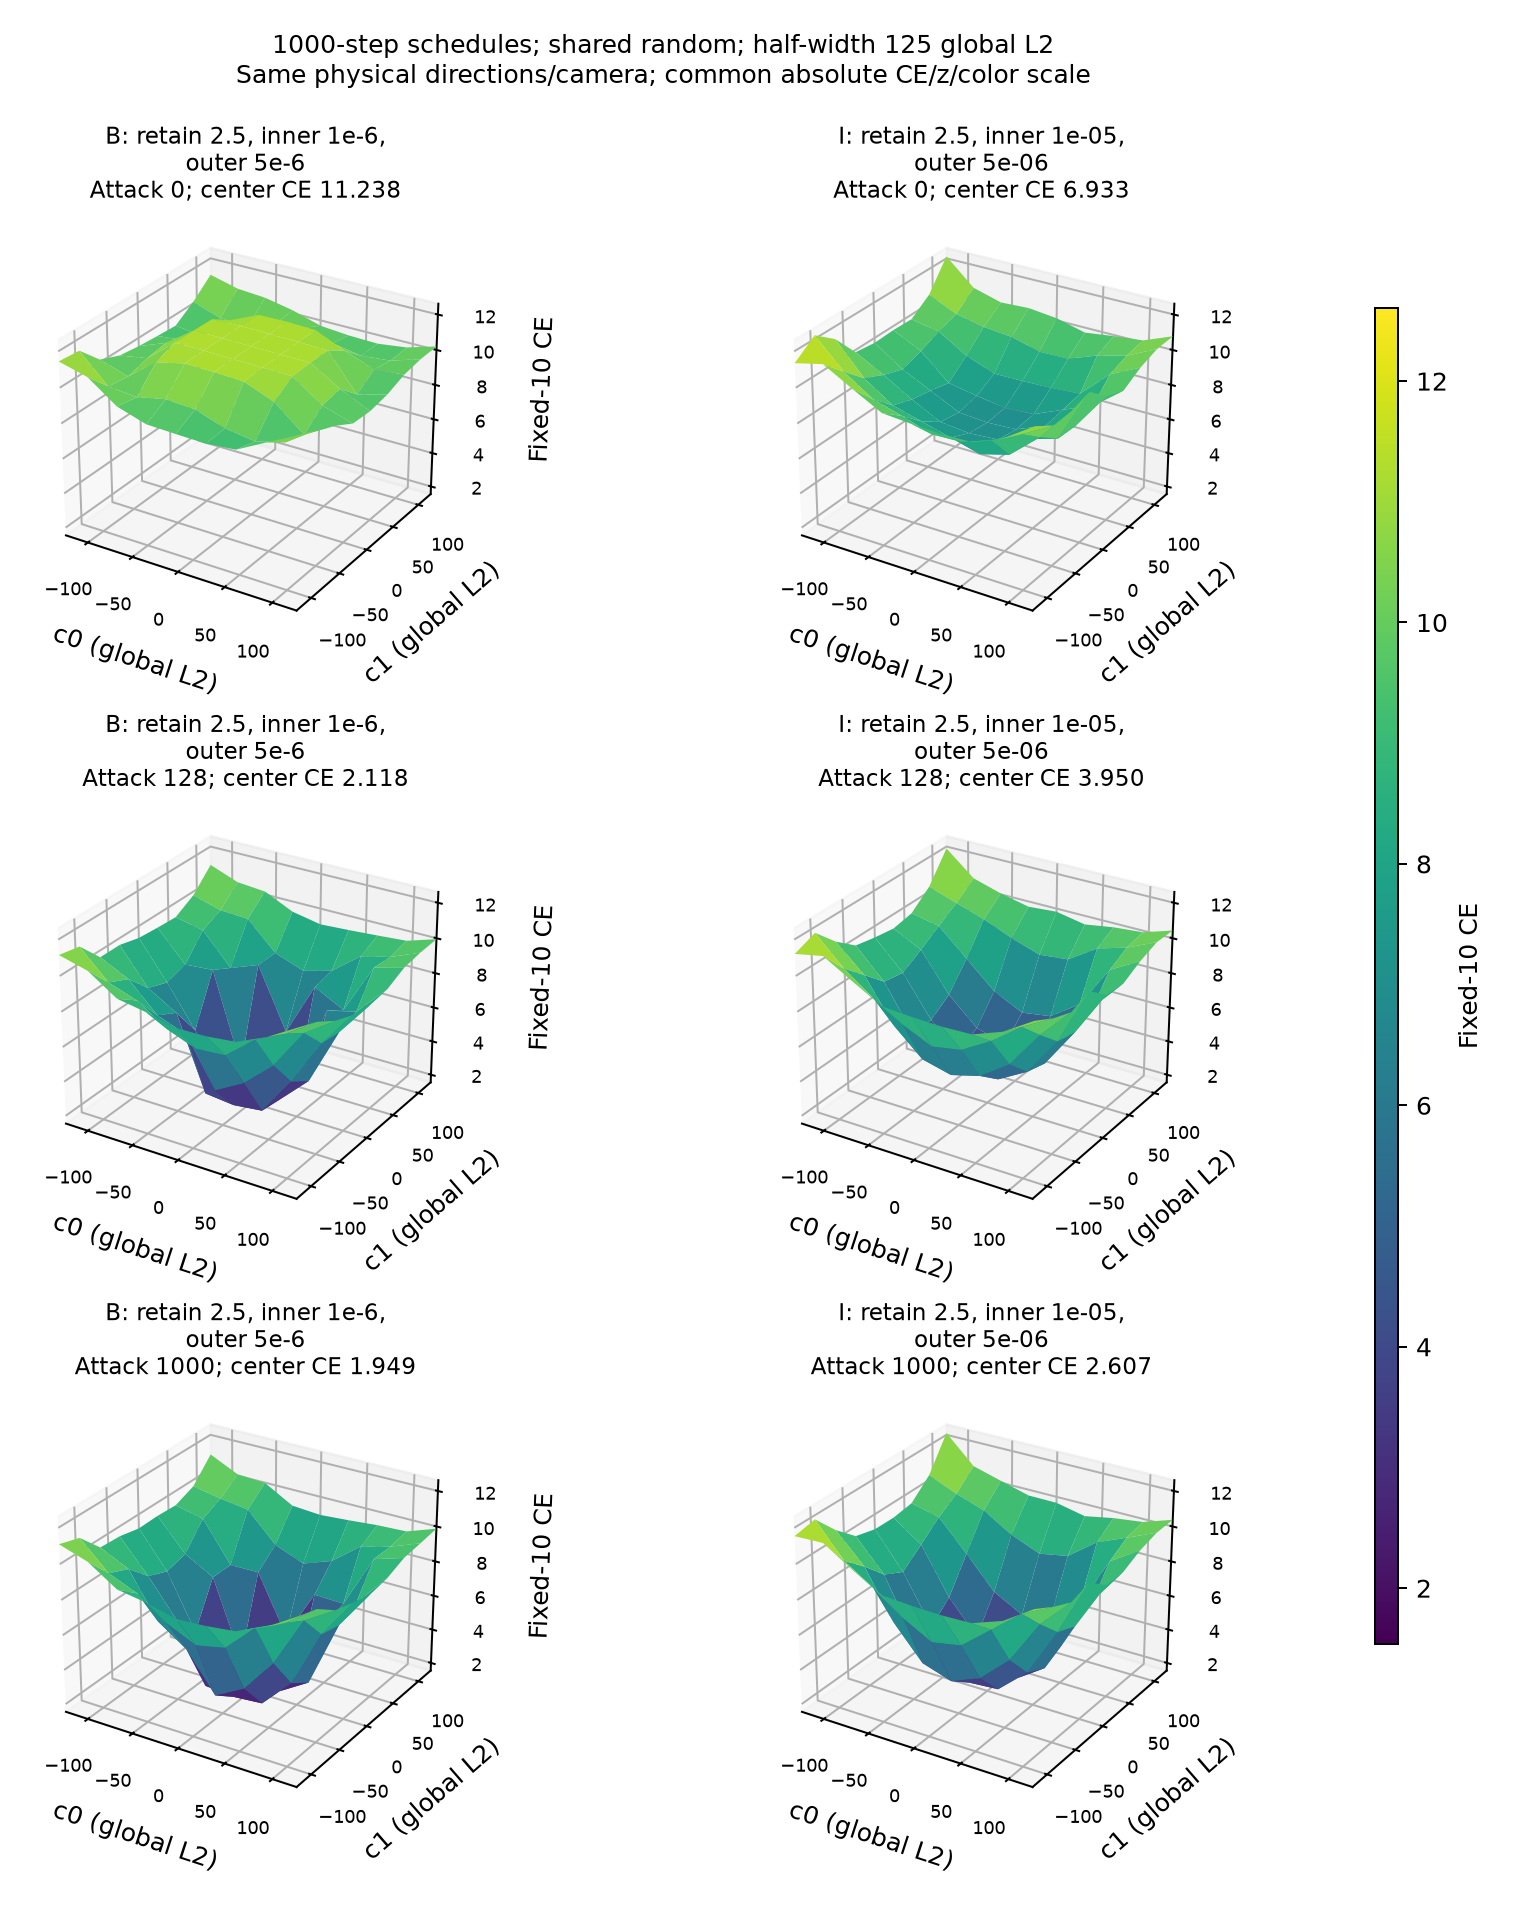 1000-step schedules; shared random; half-width 125 global L2
Same physical directions/camera; common absolute CE/z/color scale
B: retain 2.5, inner 1e-6,
outer 5e-6
Attack 0; center CE 11.238
12
10
8
6
4
2
Fixed-10 CE
−100
−50
0
50
100
c0 (global L2)
−100
−50
0
50
100
c1 (global L2)
I: retain 2.5, inner 1e-05,
outer 5e-06
Attack 0; center CE 6.933
12
10
8
6
4
2
−100
−50
0
50
100
c0 (global L2)
−100
−50
0
50
100
c1 (global L2)
B: retain 2.5, inner 1e-6,
outer 5e-6
Attack 128; center CE 2.118
12
10
8
6
4
2
Fixed-10 CE
−100
−50
0
50
100
c0 (global L2)
−100
−50
0
50
100
c1 (global L2)
I: retain 2.5, inner 1e-05,
outer 5e-06
Attack 128; center CE 3.950
12
10
8
6
4
2
−100
−50
0
50
100
c0 (global L2)
−100
−50
0
50
100
c1 (global L2)
B: retain 2.5, inner 1e-6,
outer 5e-6
Attack 1000; center CE 1.949
12
10
8
6
4
2
Fixed-10 CE
−100
−50
0
50
100
c0 (global L2)
−100
−50
0
50
100
c1 (global L2)
I: retain 2.5, inner 1e-05,
outer 5e-06
Attack 1000; center CE 2.607
12
10
8
6
4
2
−100
−50
0
50
100
c0 (global L2)
−100
−50
0
50
100
c1 (global L2)
12
10
8
6
4
2
Fixed-10 CE